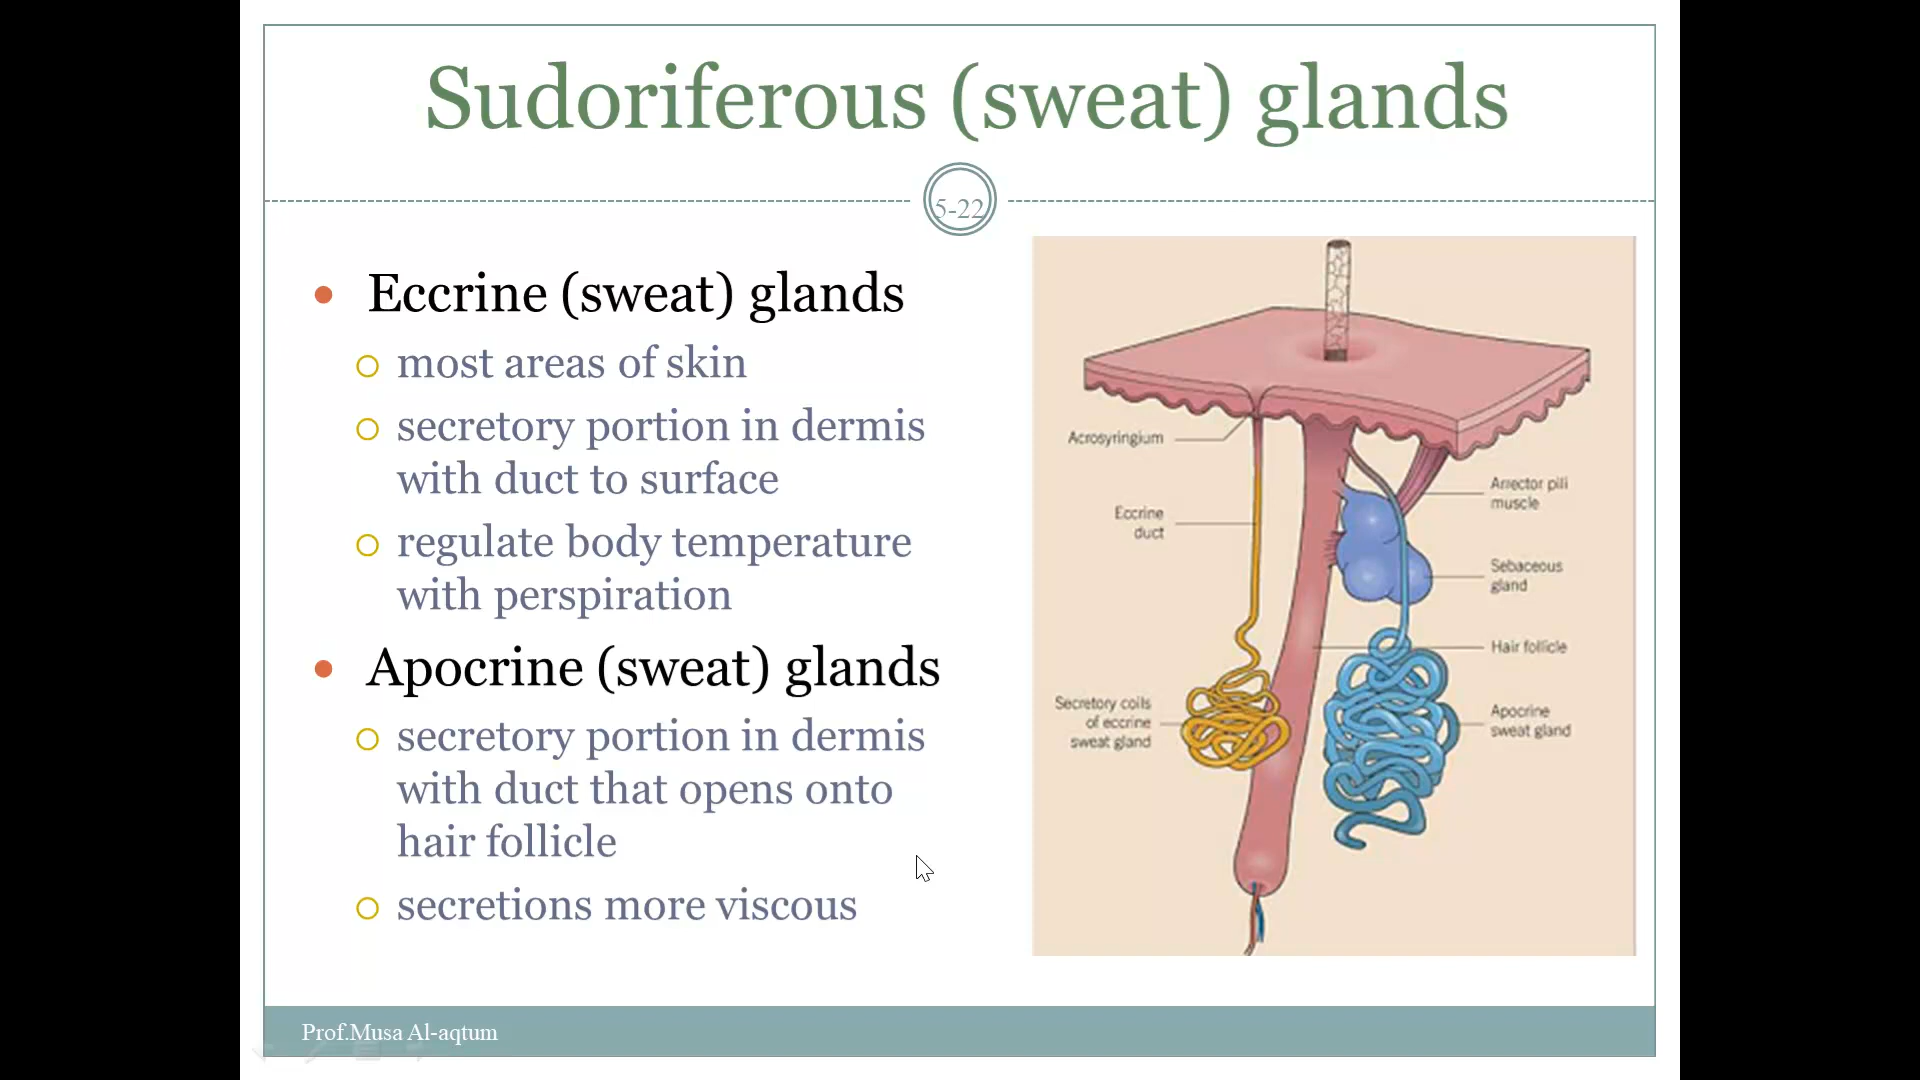 Sudoriferous (sweat) glands
5-22
Eccrine (sweat) glands
most areas of skin
secretory portion in dermis
with duct to surface
regulate body temperature
with perspiration
Apocrine (sweat) glands
secretory portion in dermis
with duct that opens onto
hair follicle
secretions more viscous
Acrosyringium
Eccrine
duct
Secretory coils
of eccrine
sweat gland
Arrector pili
muscle
Sebaceous
gland
Hair follicle
Apocrine
sweat gland
Prof.Musa Al-aqtum